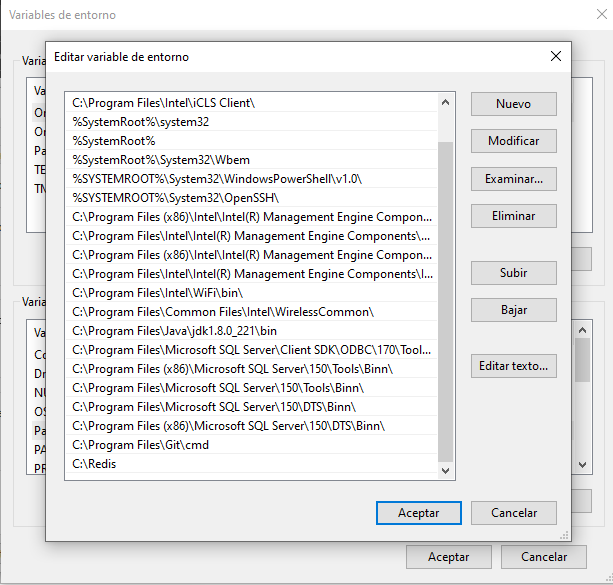 Variables de entorno
Editar variable de entorno
C:\Program Files\Intel\iCLS Client\
%SystemRoot%\system32
%SystemRoot%
%SystemRoot%\System32\Wbem
%SYSTEMROOT%\System32\WindowsPowerShell\v1.0\
%SYSTEMROOT%\System32\OpenSSH\
C:\Program Files (x86)\Intel\Intel(R) Management Engine Compon...
C:\Program Files\Intel\Intel(R) Management Engine Components\...
C:\Program Files (x86)\Intel\Intel(R) Management Engine Compon...
C:\Program Files\Intel\Intel(R) Management Engine Components\I...
C:\Program Files\Intel\WiFi\bin\
C:\Program Files\Common Files\Intel\WirelessCommon\
C:\Program Files\Java\jdk1.8.0_221\bin
C:\Program Files\Microsoft SQL Server\Client SDK\ODBC\170\Tool...
C:\Program Files (x86)\Microsoft SQL Server\150\Tools\Binn\
C:\Program Files\Microsoft SQL Server\150\Tools\Binn\
C:\Program Files\Microsoft SQL Server\150\DTS\Binn\
C:\Program Files (x86)\Microsoft SQL Server\150\DTS\Binn\
C:\Program Files\Git\cmd
C:\Redis
Nuevo
Modificar
Examinar...
Eliminar
Subir
Bajar
Editar texto...
Aceptar
Cancelar
Varia
Va
On
On
Pa
TE
TN
Varia
Va
Co
Dr
NU
OS
Pa
PA
PR
Aceptar
Cancelar